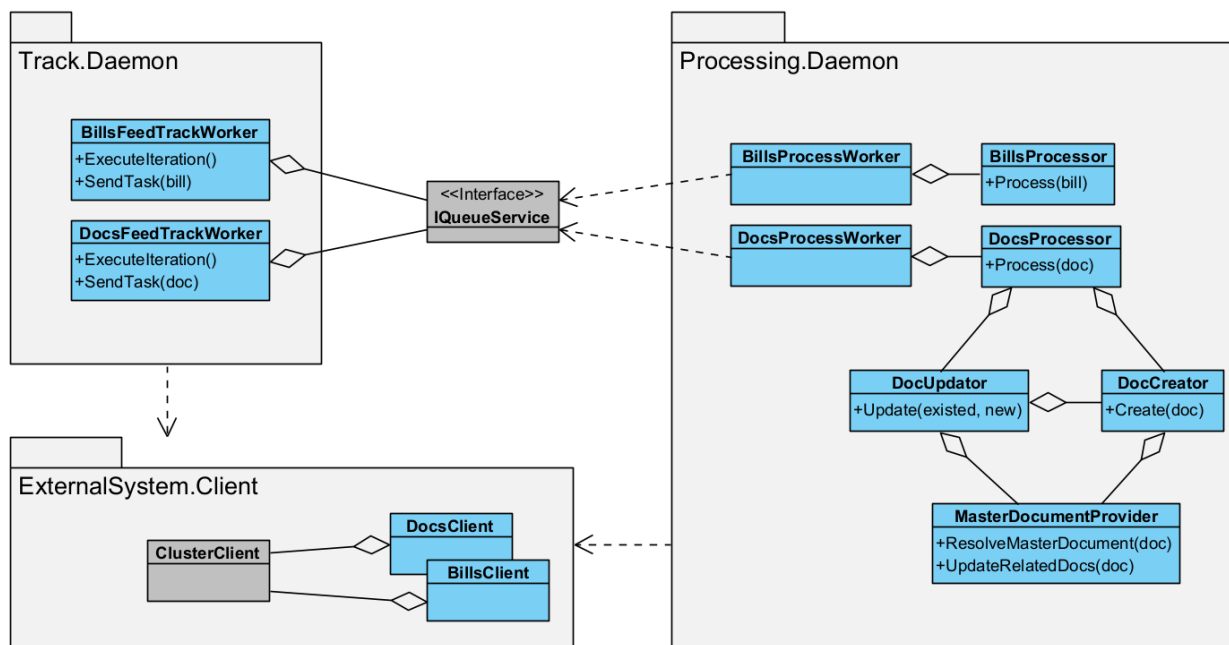 Track.Daemon
BillsFeedTrackWorker
+ExecuteIteration()
+SendTask(bill)
DocsFeedTrackWorker
+ExecuteIteration()
+SendTask(doc)
<<Interface>>
IQueueService
Processing.Daemon
BillsProcessWorker
BillsProcessor
+Process(bill)
DocsProcessWorker
DocsProcessor
+Process(doc)
DocUpdator
+Update(existed, new)
DocCreator
+Create(doc)
MasterDocumentProvider
+ResolveMasterDocument(doc)
+UpdateRelatedDocs(doc)
ExternalSystem.Client
ClusterClient
DocsClient
BillsClient